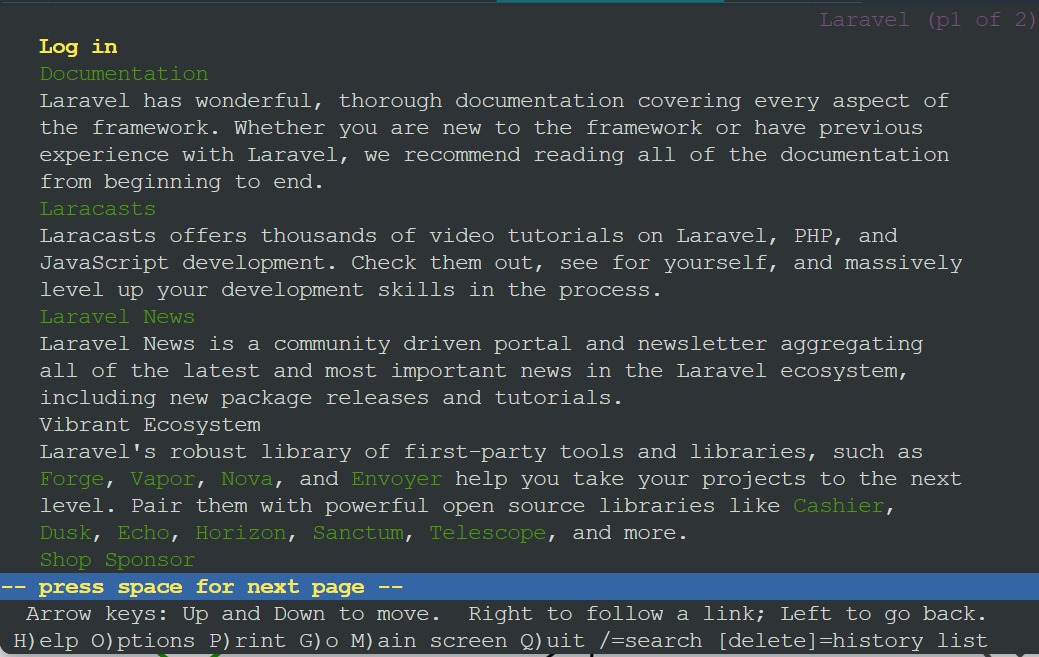 Laravel (p1 of 2)
Log in
Documentation
Laravel has wonderful, thorough documentation covering every aspect of
the framework. Whether you are new to the framework or have previous
experience with Laravel, we recommend reading all of the documentation
from beginning to end.
Laracasts
Laracasts offers thousands of video tutorials on Laravel, PHP, and
JavaScript development. Check them out, see for yourself, and massively
level up your development skills in the process.
Laravel News
Laravel News is a community driven portal and newsletter aggregating
all of the latest and most important news in the Laravel ecosystem,
including new package releases and tutorials.
Vibrant Ecosystem
Laravel's robust library of first-party tools and libraries, such as
Forge, Vapor, Nova, and Envoyer help you take your projects to the next
level. Pair them with powerful open source libraries like Cashier,
Dusk, Echo, Horizon, Sanctum, Telescope, and more.
Shop Sponsor
-- press space for next page --
Arrow keys: Up and Down to move.  Right to follow a link; Left to go back.
H)elp O)ptions P)rint G)o M)ain screen Q)uit /=search [delete]=history list